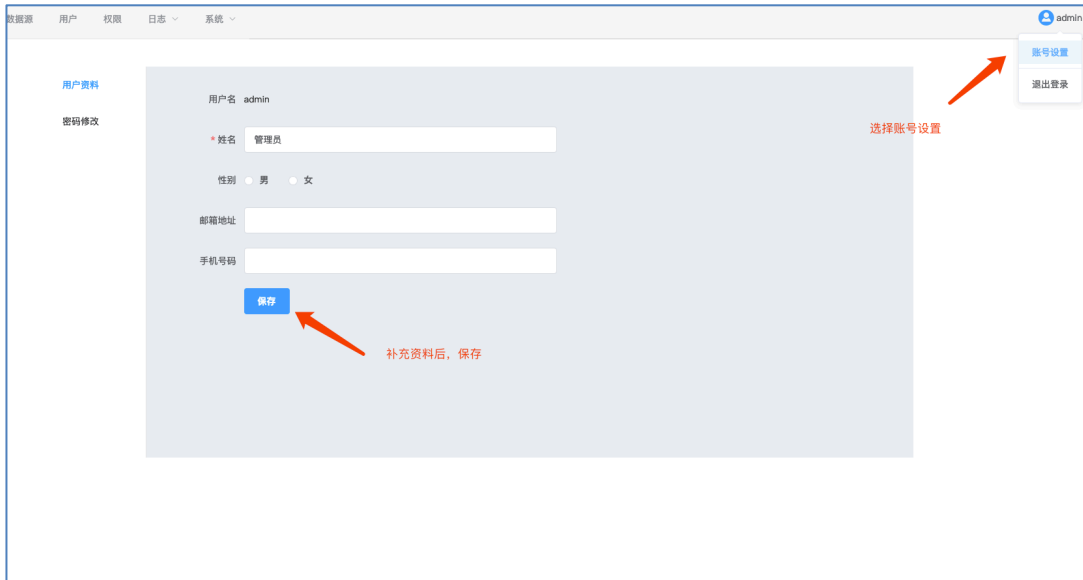 数据源 用户 权限 日志 系统 admin
账号设置
退出登录
选择账号设置
用户资料
密码修改
用户名 admin
* 姓名 管理员
性别 男 女
邮箱地址
手机号码
保存
补充资料后，保存